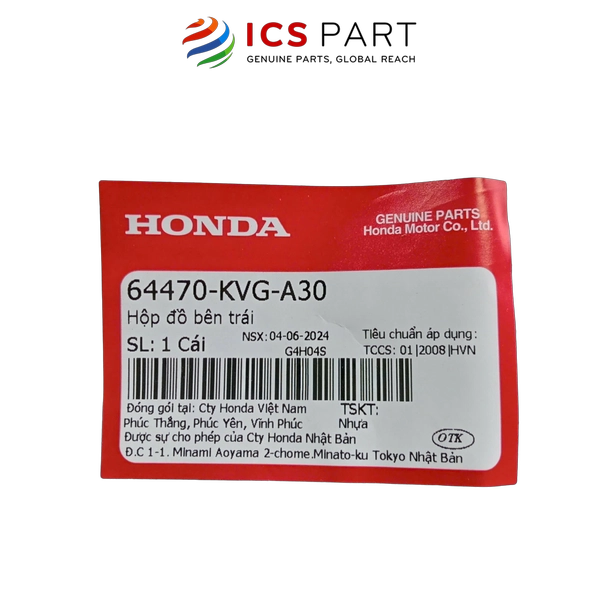 ICS PART
GENUINE PARTS, GLOBAL REACH
HONDA
GENUINE PARTS
Honda Motor Co., Ltd.
64470-KVG-A30
Hộp đồ bên trái
SL: 1 Cái
NSX: 04-06-2024
G4H04S
Tiêu chuẩn áp dụng:
TCCS: 01|2008|HVN
Đóng gói tại: Cty Honda Việt Nam
Phúc Thắng, Phúc Yên, Vĩnh Phúc
TSKT:
Nhựa
Được sự cho phép của Cty Honda Nhật Bản
OTK
Đ.C 1-1. Minami Aoyama 2-chome.Minato-ku Tokyo Nhật Bản